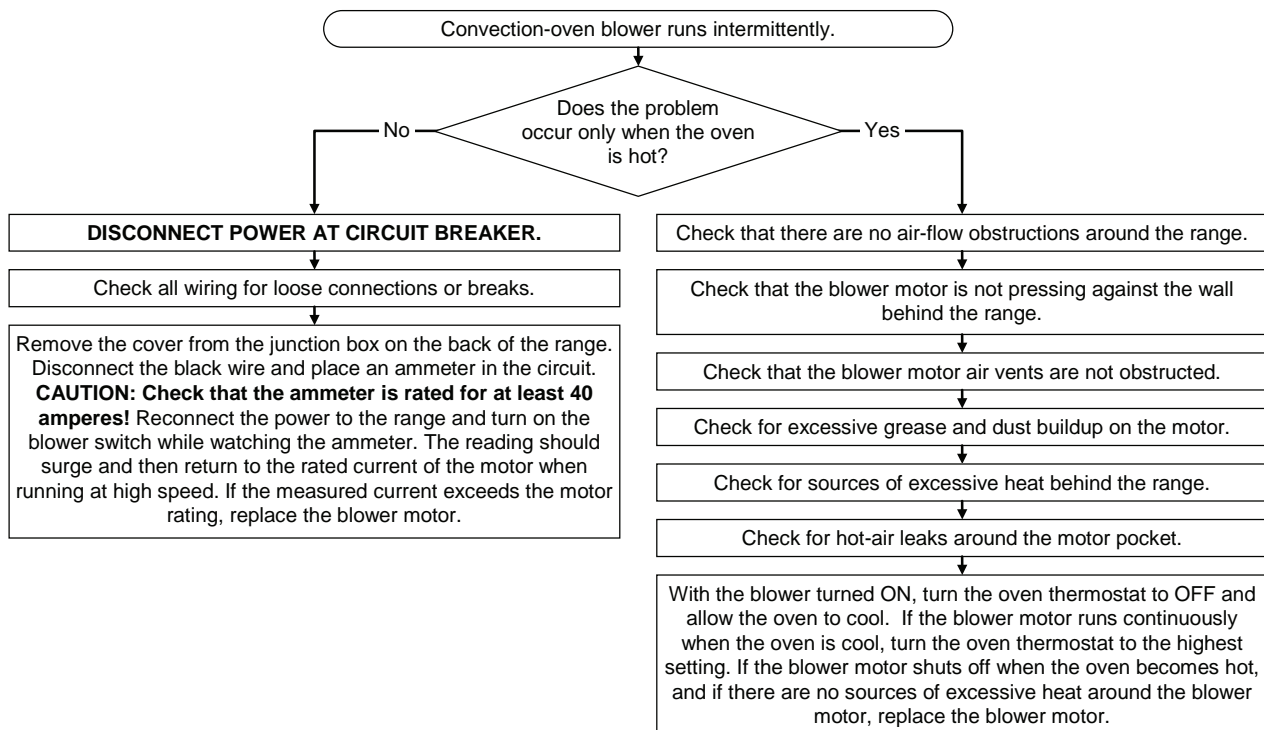 Convection-oven blower runs intermittently.
Does the problem
occur only when the oven
is hot?
No
Yes
DISCONNECT POWER AT CIRCUIT BREAKER.
Check all wiring for loose connections or breaks.
Remove the cover from the junction box on the back of the range.
Disconnect the black wire and place an ammeter in the circuit.
CAUTION: Check that the ammeter is rated for at least 40
amperes! Reconnect the power to the range and turn on the
blower switch while watching the ammeter. The reading should
surge and then return to the rated current of the motor when
running at high speed. If the measured current exceeds the motor
rating, replace the blower motor.
Check that there are no air-flow obstructions around the range.
Check that the blower motor is not pressing against the wall
behind the range.
Check that the blower motor air vents are not obstructed.
Check for excessive grease and dust buildup on the motor.
Check for sources of excessive heat behind the range.
Check for hot-air leaks around the motor pocket.
With the blower turned ON, turn the oven thermostat to OFF and
allow the oven to cool.  If the blower motor runs continuously
when the oven is cool, turn the oven thermostat to the highest
setting. If the blower motor shuts off when the oven becomes hot,
and if there are no sources of excessive heat around the blower
motor, replace the blower motor.